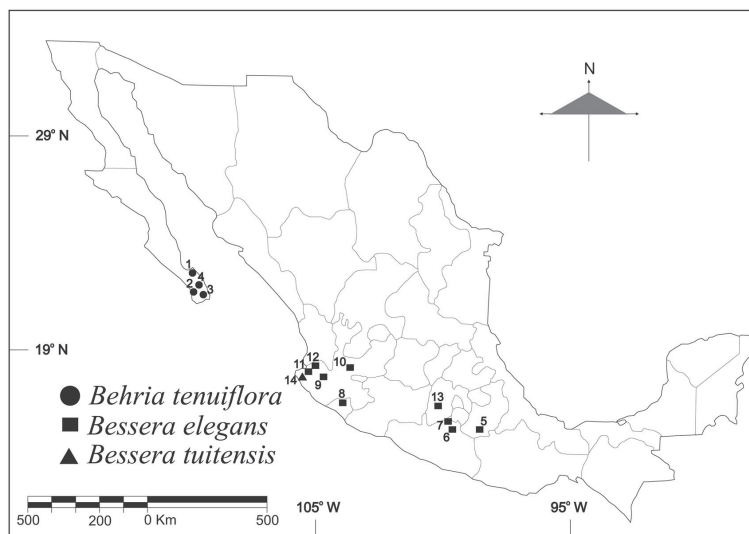 N
29° N
1
4
2
3
19° N
12
11
10
14
9
8
13
7
5
6
Behria tenuiflora
Bessera elegans
Bessera tuitensis
500 200 0 Km 500
105° W 95° W